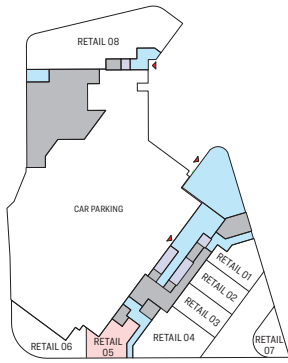 RETAIL 08
CAR PARKING
RETAIL 01
RETAIL 02
RETAIL 03
RETAIL 04
RETAIL
05
RETAIL 06
RETAIL
07